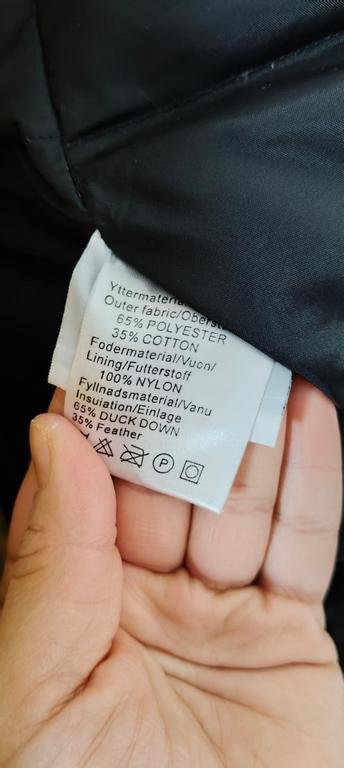 Outer fabric/Oberst
65% POLYESTER
35% COTTON
Fodermaterial/Vuori/
Lining/Futterstoff
100% NYLON
Fyllnadsmaterial/Vanu
Insulation/Einlage
65% DUCK DOWN
35% Feather
P